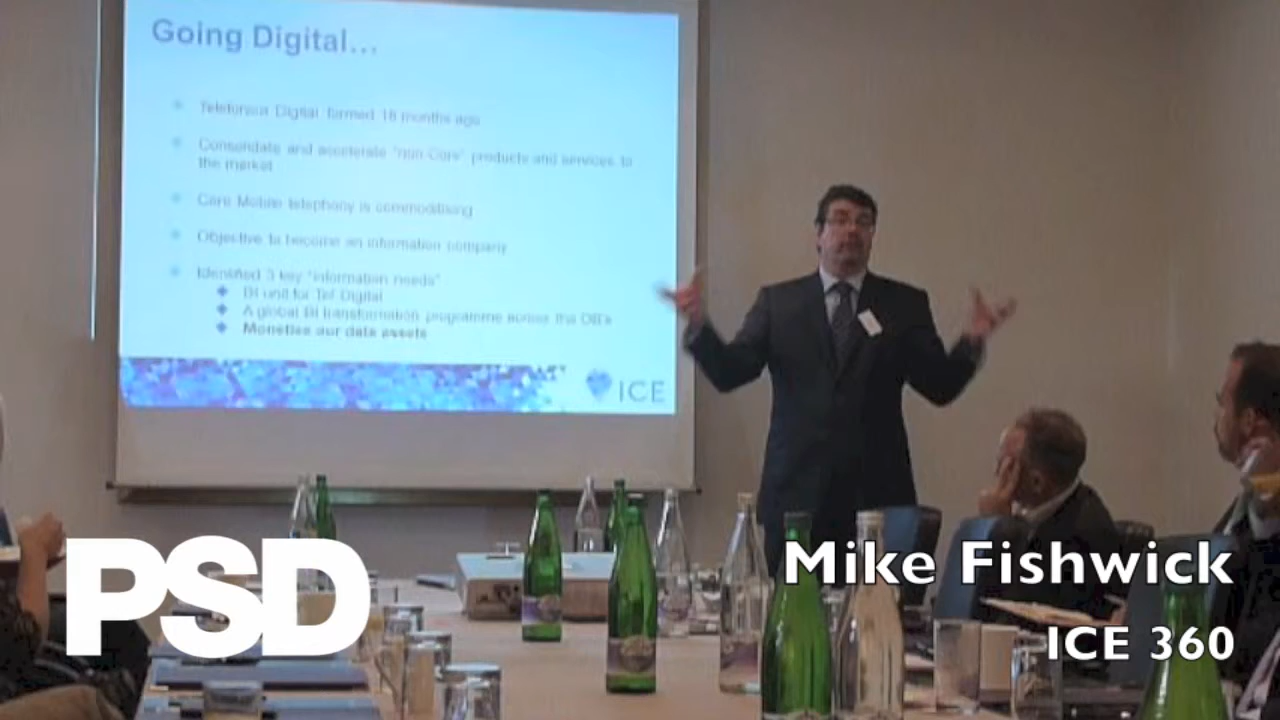 Going Digital...
Telefonica Digital formed 18 months ago
Consolidate and accelerate "non Core" products and services to
the market
Core Mobile telephony is commoditising
Objective to become an information company
Identified 3 key "information needs"
BI unit for Tef Digital
A global BI transformation programme across the OB's
Monetise our data assets
ICE
PSD
Mike Fishwick
ICE 360